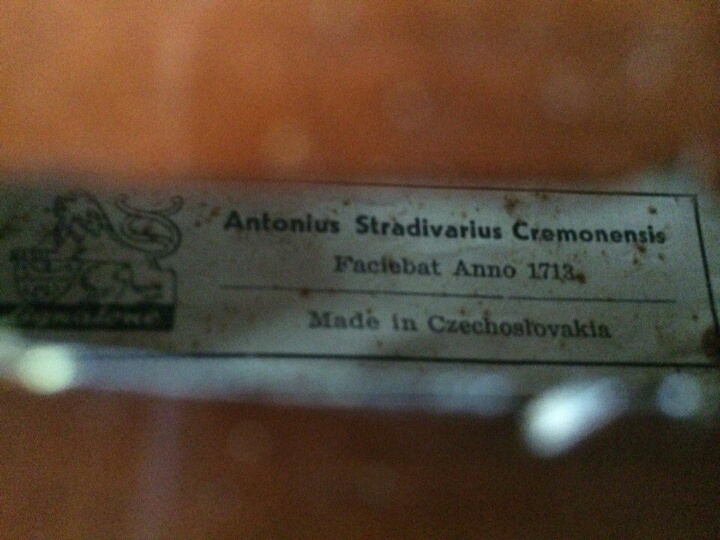 Antonius Stradivarius Cremonensis
Faciebat Anno 1713
Made in Czechoslovakia